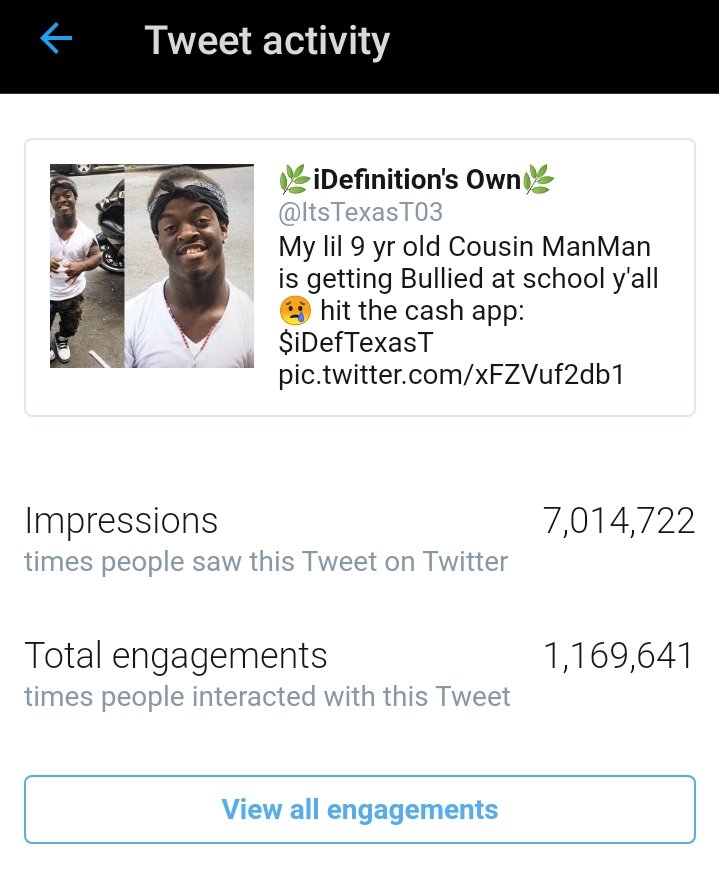 Tweet activity
🌿iDefinition's Own🌿
@ItsTexasT03
My lil 9 yr old Cousin ManMan
is getting Bullied at school y'all
😢 hit the cash app:
$iDefTexasT
pic.twitter.com/xFZVuf2db1
Impressions 7,014,722
times people saw this Tweet on Twitter
Total engagements 1,169,641
times people interacted with this Tweet
View all engagements